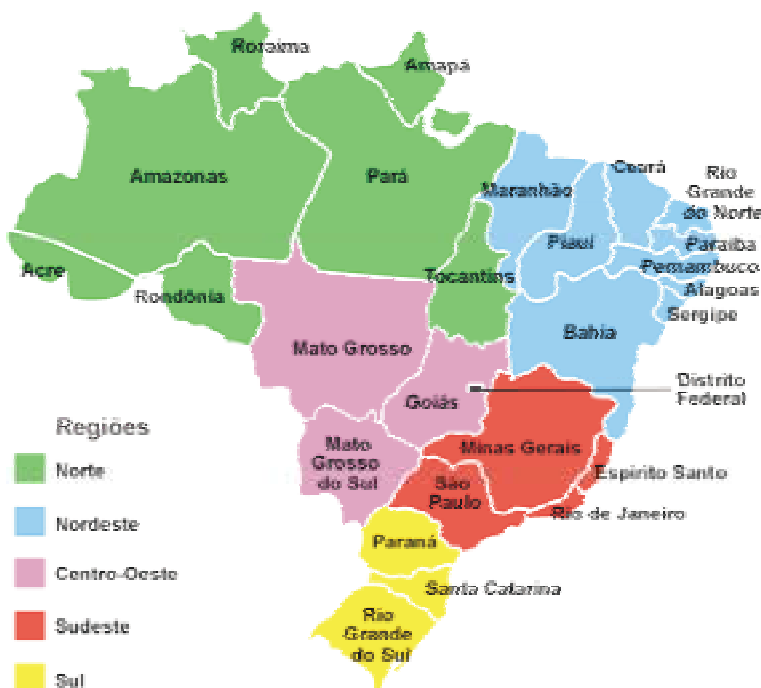 Roraima
Amapá
Amazonas
Pará
Maranhão
Ceará
Rio
Grande
do Norte
Piauí
Paraíba
Pernambuco
Alagoas
Sergipe
Acre
Rondônia
Tocantins
Bahia
Mato Grosso
Goiás
Distrito
Federal
Mato
Grosso
do Sul
Minas Gerais
Espírito Santo
São
Paulo
Rio de Janeiro
Paraná
Santa Catarina
Rio
Grande
do Sul
Regiões
Norte
Nordeste
Centro-Oeste
Sudeste
Sul